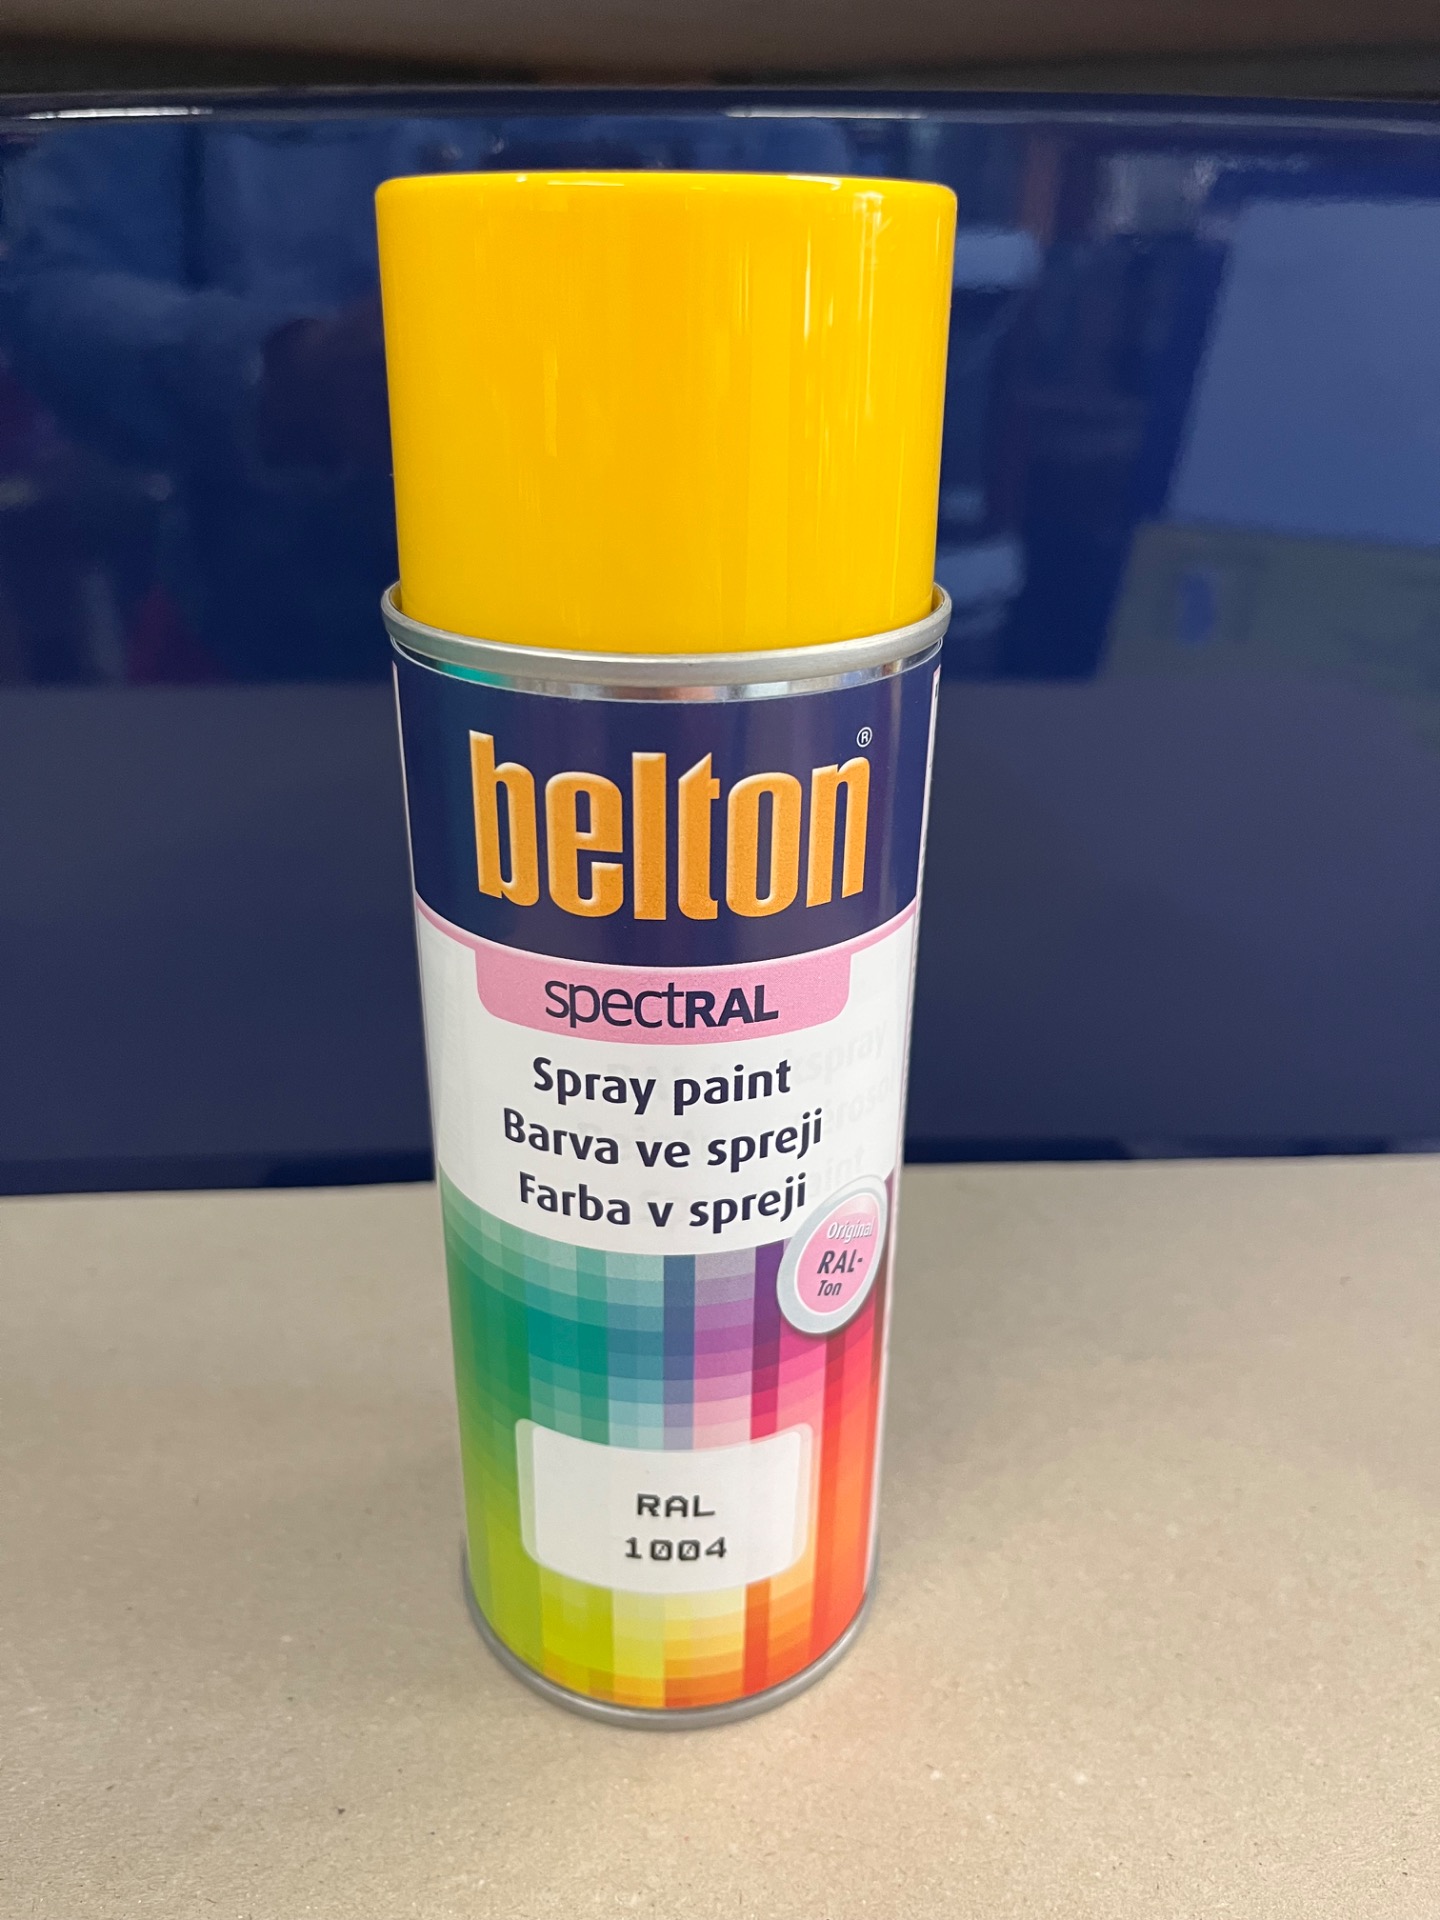 belton®
spectRAL
Spray paint
Barva ve spreji
Farba v spreji
Original
RAL-
Ton
RAL
1004